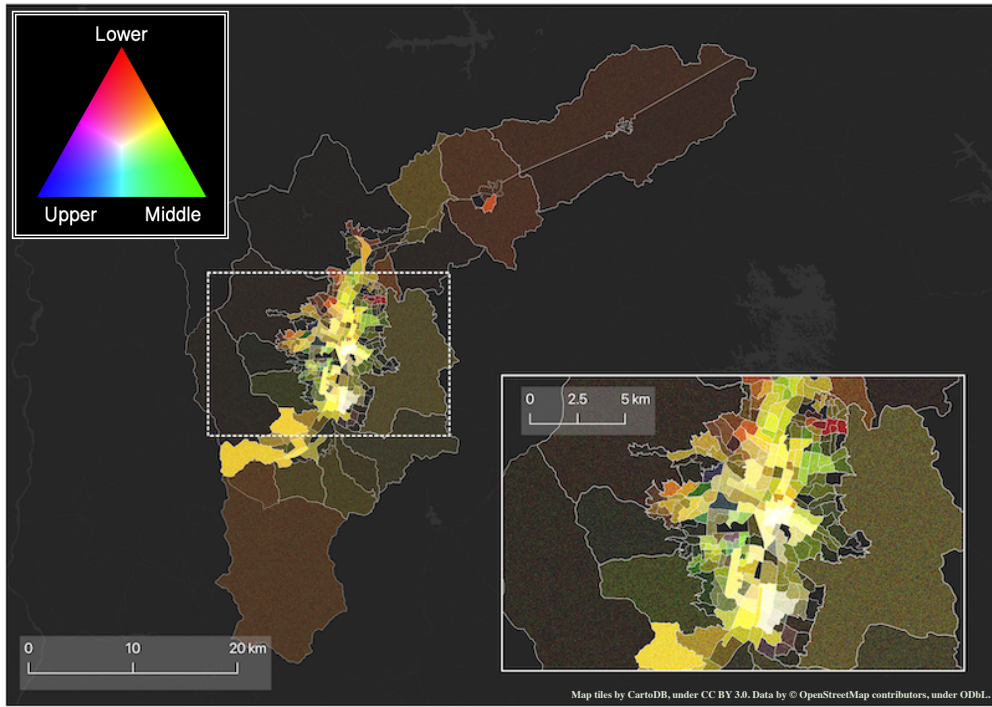 Lower
Upper Middle
0 2.5 5 km
0 10 20 km
Map tiles by CartoDB, under CC BY 3.0. Data by © OpenStreetMap contributors, under ODbL.